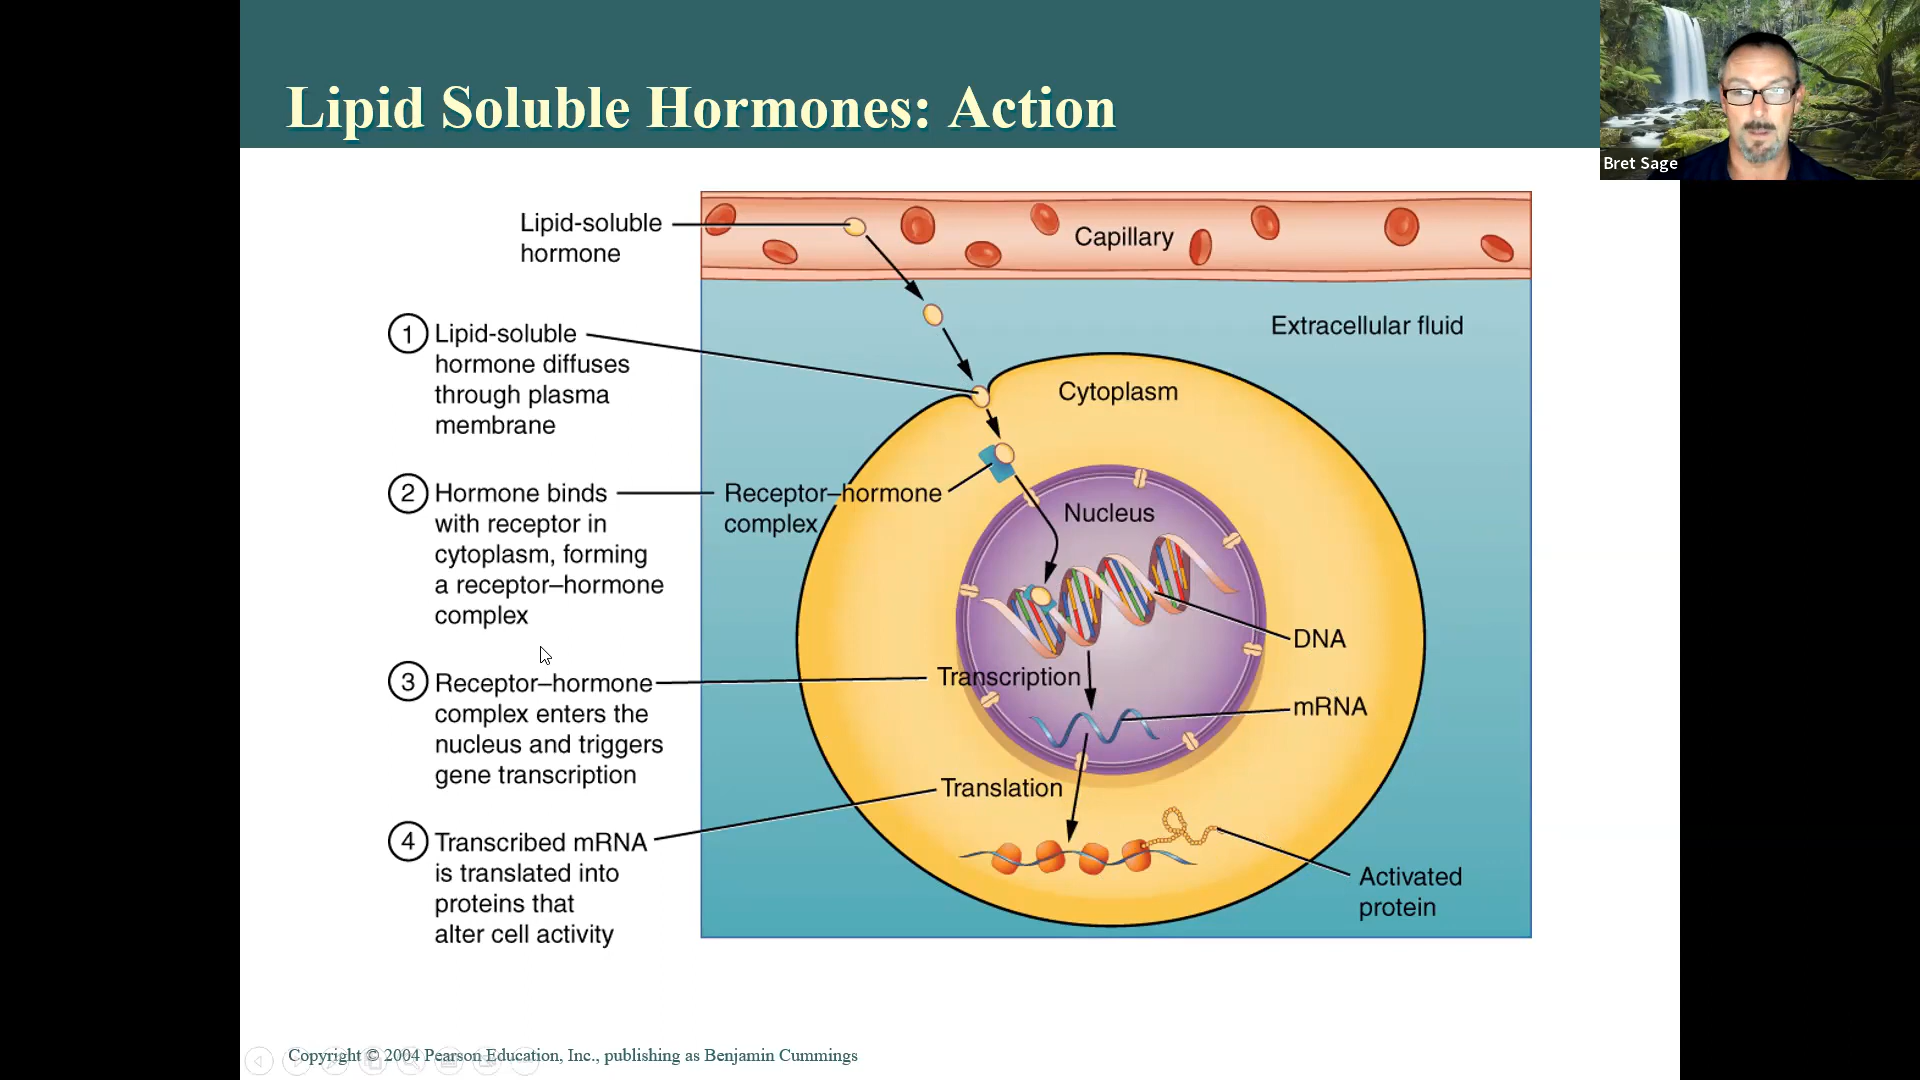 Lipid Soluble Hormones: Action
Bret Sage
Lipid-soluble
hormone
Capillary
Extracellular fluid
1 Lipid-soluble
hormone diffuses
through plasma
membrane
Cytoplasm
2 Hormone binds
with receptor in
cytoplasm, forming
a receptor–hormone
complex
Receptor–hormone
complex
Nucleus
DNA
3 Receptor–hormone
complex enters the
nucleus and triggers
gene transcription
Transcription
mRNA
Translation
4 Transcribed mRNA
is translated into
proteins that
alter cell activity
Activated
protein
Copyright © 2004 Pearson Education, Inc., publishing as Benjamin Cummings